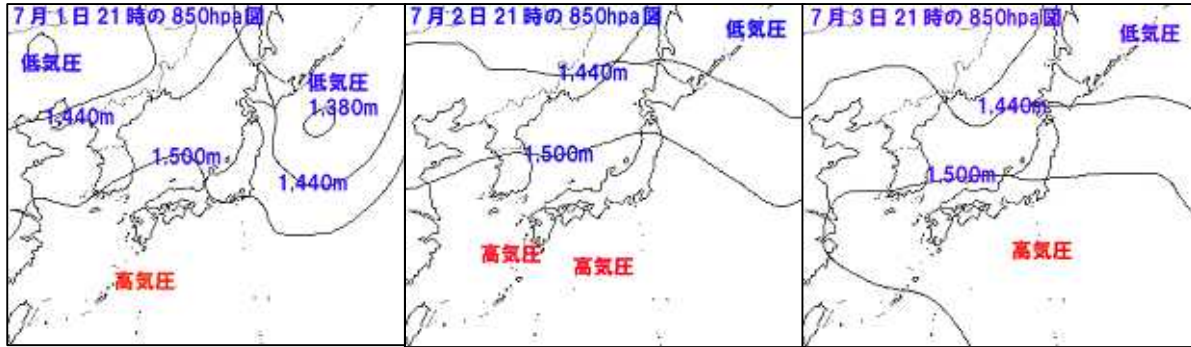 7月1日21時の850hpa図
低気圧
低気圧
1,380m
1,440m
1,500m
1,440m
高気圧
7月2日21時の850hpa図
低気圧
1,440m
1,500m
高気圧
高気圧
7月3日21時の850hpa図
低気圧
1,440m
1,500m
高気圧